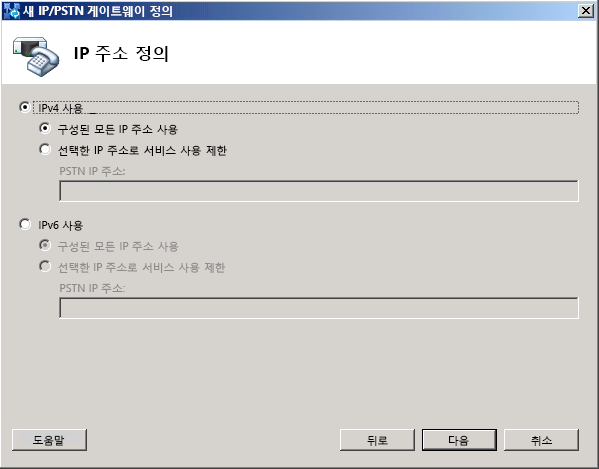 새 IP/PSTN 게이트웨이 정의
IP 주소 정의
IPv4 사용
구성된 모든 IP 주소 사용
선택한 IP 주소로 서비스 사용 제한
PSTN IP 주소:
IPv6 사용
구성된 모든 IP 주소 사용
선택한 IP 주소로 서비스 사용 제한
PSTN IP 주소:
도움말
뒤로
다음
취소